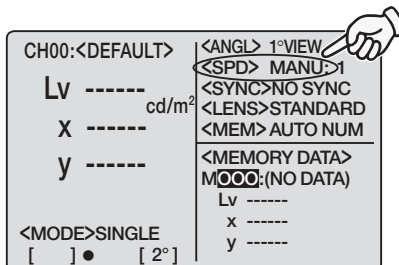 CH00:<DEFAULT>
Lv ------
cd/m²
x ------
y ------
<MODE>SINGLE
[ ]● [ 2°]
<ANGL> 1°VIEW
<SPD> MANU: 1
<SYNC>NO SYNC
<LENS>STANDARD
<MEM> AUTO NUM
<MEMORY DATA>
MOOO:(NO DATA)
Lv ------
x ------
y ------